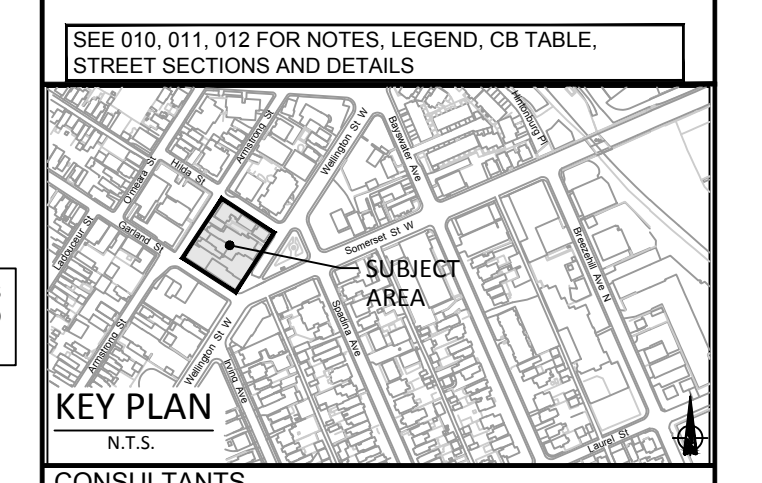 SEE 010, 011, 012 FOR NOTES, LEGEND, CB TABLE,
STREET SECTIONS AND DETAILS
Hintonburg Pl
Armstrong St
Wellington St W
Bayswater Ave
O'meara St
Hilda St
Ladouceur St
Garland St
Somerset St W
Breezehill Ave N
SUBJECT
AREA
Spadina Ave
Armstrong St
Wellington St W
Irving Ave
Laurel St
KEY PLAN
N.T.S.
CONSULTANTS